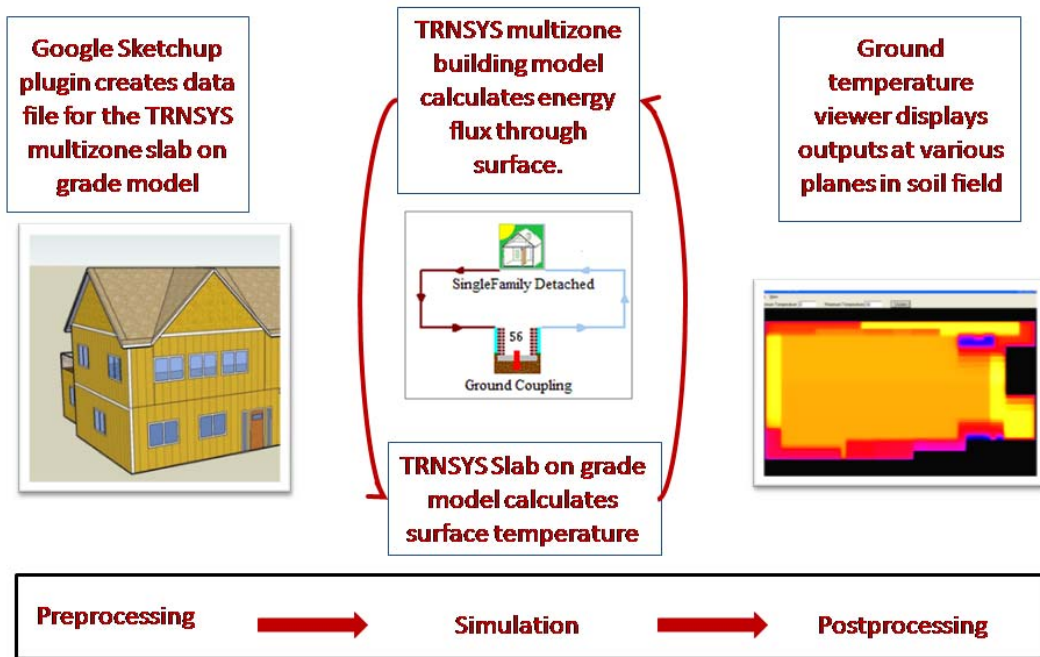 Google Sketchup
plugin creates data
file for the TRNSYS
multizone slab on
grade model
TRNSYS multizone
building model
calculates energy
flux through
surface.
Ground
temperature
viewer displays
outputs at various
planes in soil field
SingleFamily Detached
56
Ground Coupling
TRNSYS Slab on grade
model calculates
surface temperature
Preprocessing
Simulation
Postprocessing